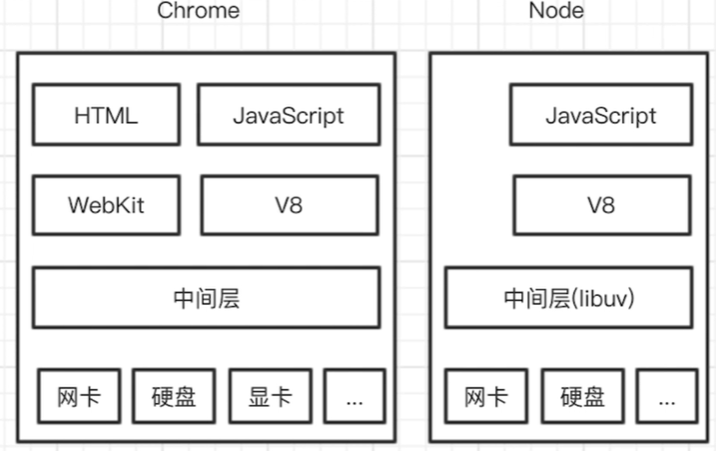 Chrome
Node
HTML
JavaScript
JavaScript
WebKit
V8
V8
中间层
中间层(libuv)
网卡
硬盘
显卡
...
网卡
硬盘
...